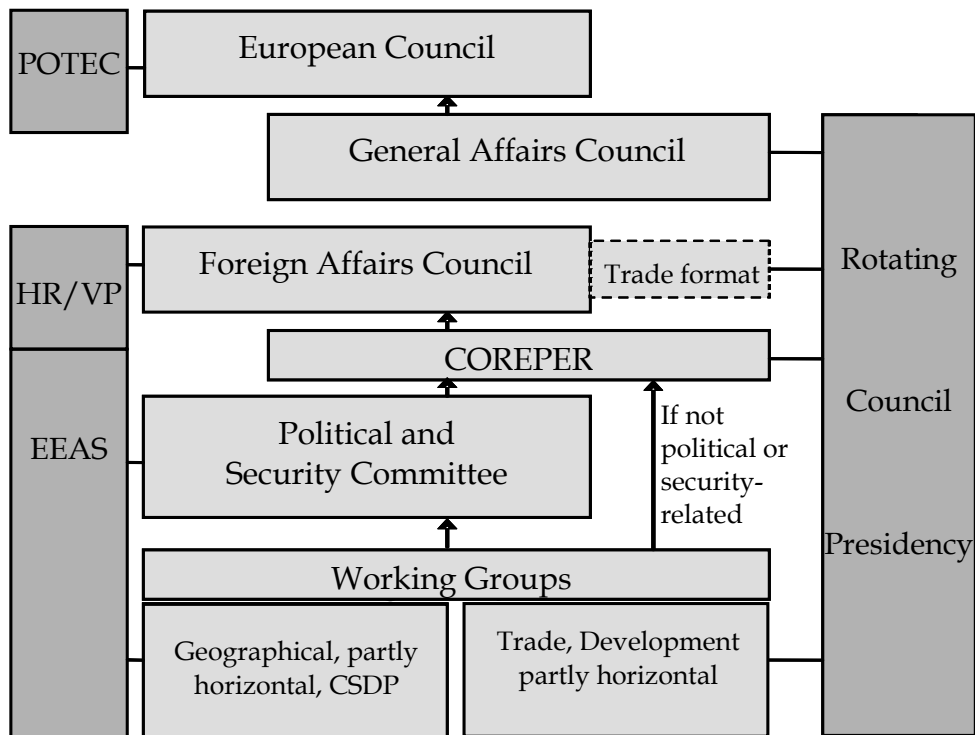 POTEC
European Council
General Affairs Council
HR/VP
Foreign Affairs Council
Trade format
Rotating
Council
Presidency
COREPER
EEAS
Political and
Security Committee
If not
political or
security-
related
Working Groups
Geographical, partly
horizontal, CSDP
Trade, Development
partly horizontal